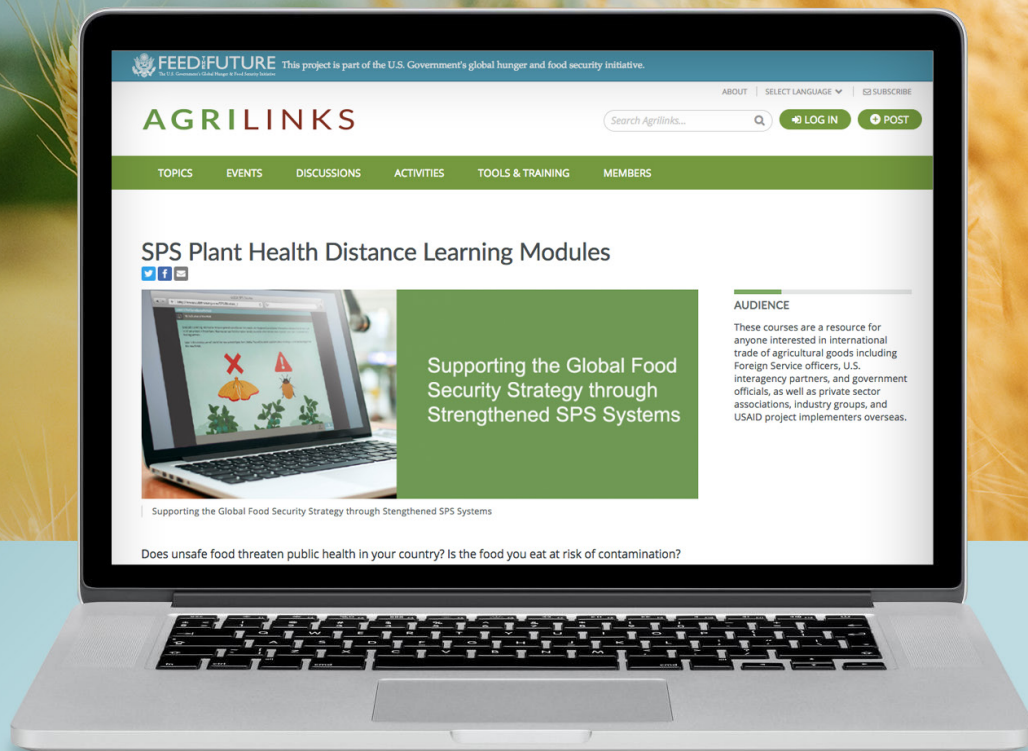 FEED THE FUTURE
The U.S. Government's Global Hunger & Food Security Initiative
This project is part of the U.S. Government's global hunger and food security initiative.
ABOUT SELECT LANGUAGE SUBSCRIBE
AGRILINKS
Search Agrilinks...
LOG IN
POST
TOPICS EVENTS DISCUSSIONS ACTIVITIES TOOLS & TRAINING MEMBERS
SPS Plant Health Distance Learning Modules
Supporting the Global Food
Security Strategy through
Strengthened SPS Systems
Supporting the Global Food Security Strategy through Stengthened SPS Systems
AUDIENCE
These courses are a resource for
anyone interested in international
trade of agricultural goods including
Foreign Service officers, U.S.
interagency partners, and government
officials, as well as private sector
associations, industry groups, and
USAID project implementers overseas.
Does unsafe food threaten public health in your country? Is the food you eat at risk of contamination?
Q W E R T Y U I O P
A S D F G H J K L
Z X C V B N M
fn ctrl cmd cmd